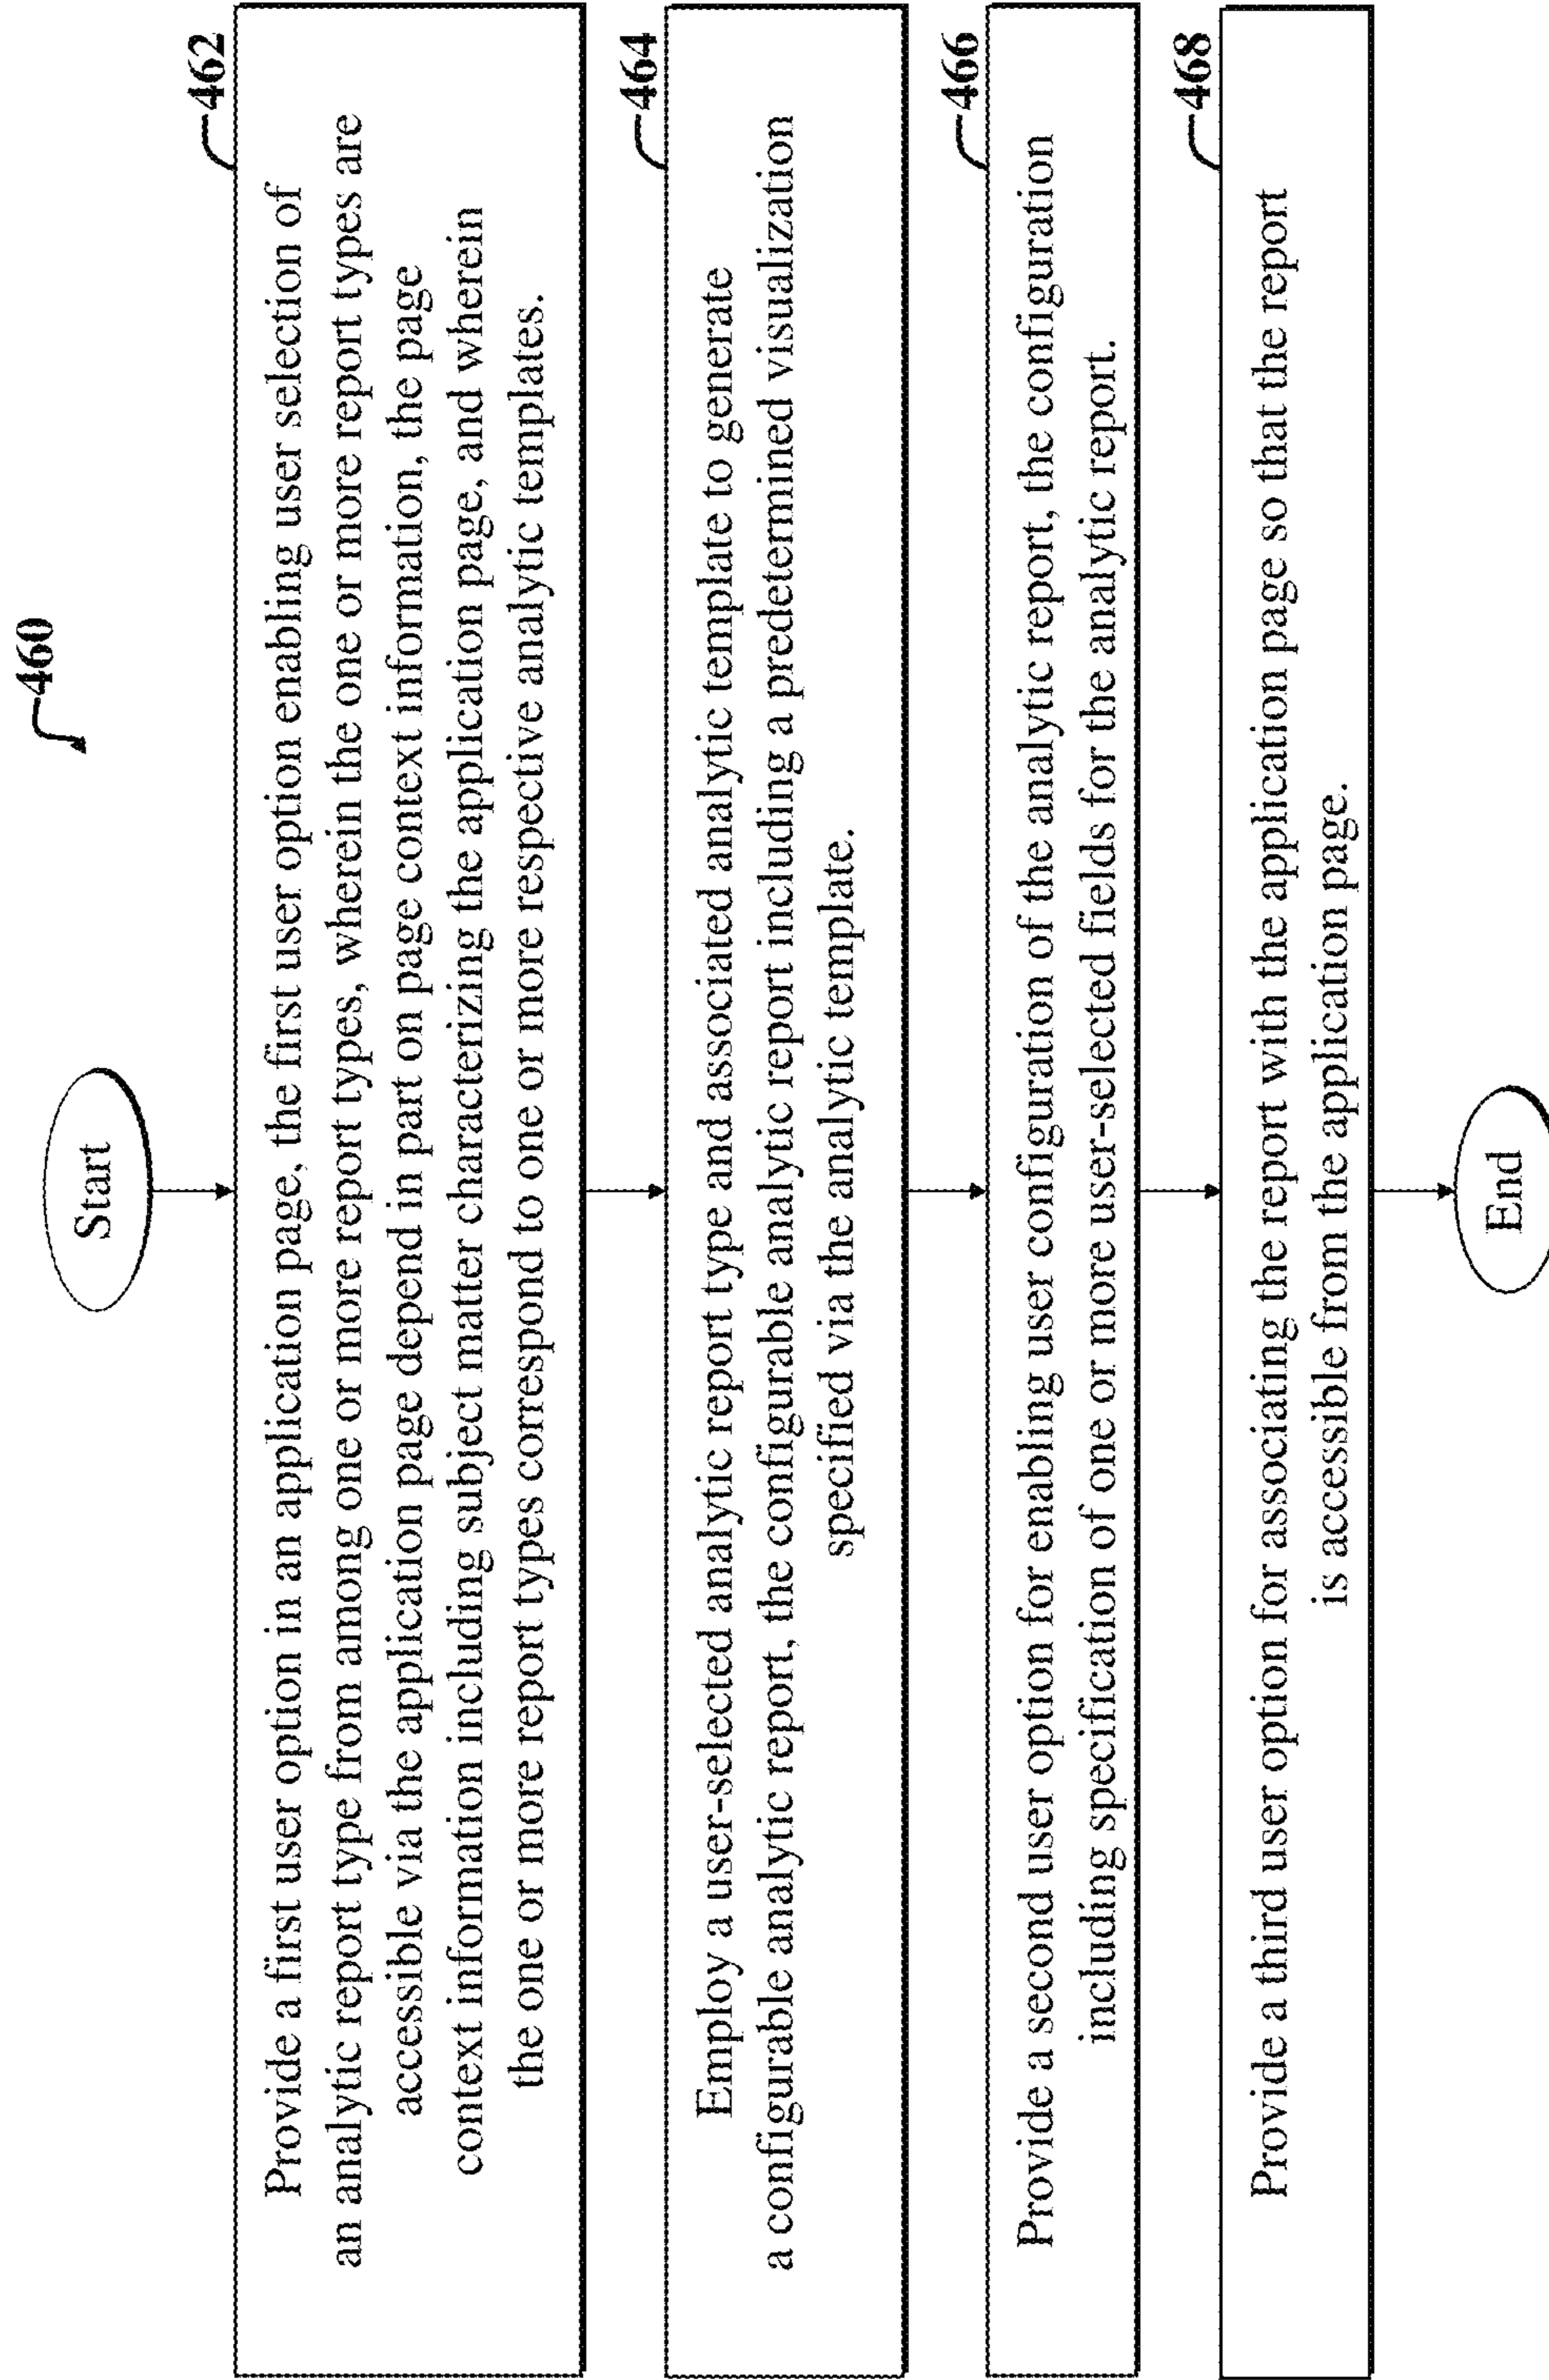 460
Start
462
Provide a first user option in an application page, the first user option enabling user selection of
an analytic report type from among one or more report types, wherein the one or more report types are
accessible via the application page depend in part on page context information, the page
context information including subject matter characterizing the application page, and wherein
the one or more report types correspond to one or more respective analytic templates.
464
Employ a user-selected analytic report type and associated analytic template to generate
a configurable analytic report, the configurable analytic report including a predetermined visualization
specified via the analytic template.
466
Provide a second user option for enabling user configuration of the analytic report, the configuration
including specification of one or more user-selected fields for the analytic report.
468
Provide a third user option for associating the report with the application page so that the report
is accessible from the application page.
End